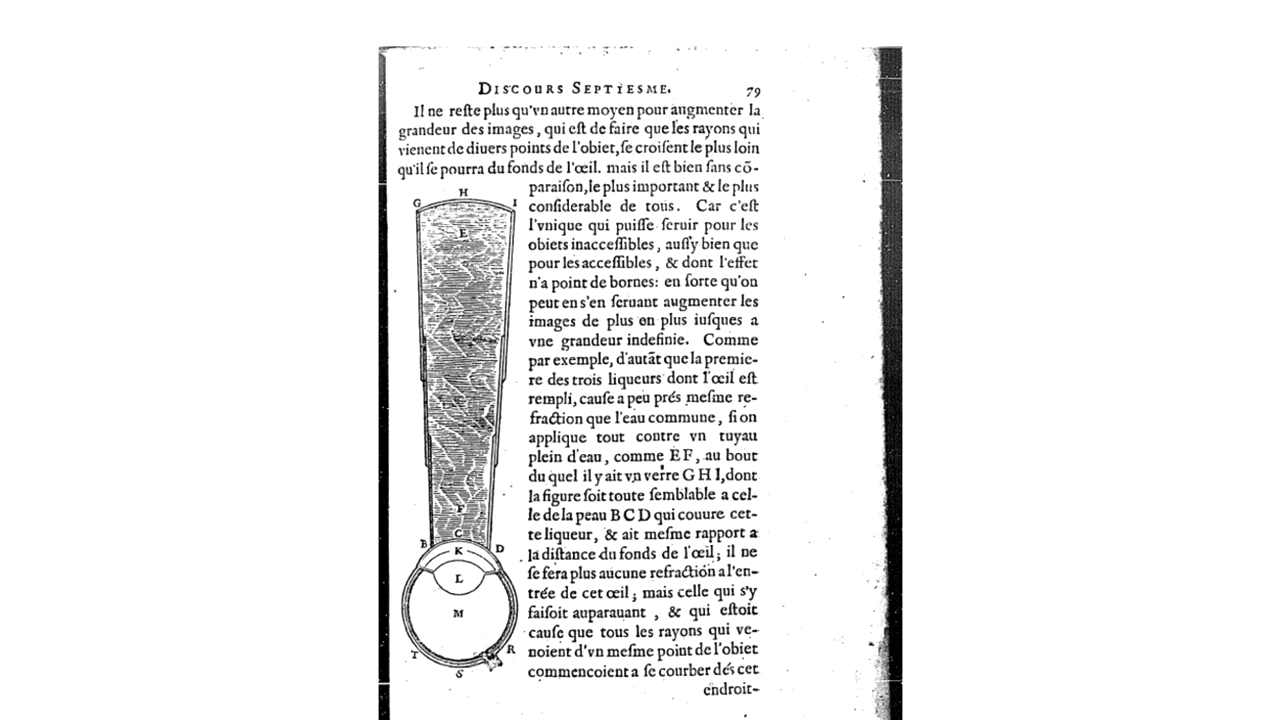 DISCOURS SEPTIESME. 79
Il ne reſte plus qu'vn autre moyen pour augmenter la
grandeur des images, qui eſt de faire que les rayons qui
vienent de diuers points de l'obiet, ſe croiſent le plus loin
qu'il ſe pourra du fonds de l'œil. mais il eſt bien ſans cõ-
paraiſon, le plus important & le plus
conſiderable de tous. Car c'eſt
l'vnique qui puiſſe ſeruir pour les
obiets inacceſſibles, auſſy bien que
pour les acceſſibles, & dont l'effet
n'a point de bornes: en ſorte qu'on
peut en s'en ſeruant augmenter les
images de plus en plus iuſques a
vne grandeur indefinie. Comme
par exemple, d'autãt que la premie-
re des trois liqueurs dont l'œil eſt
rempli, cauſe a peu prés meſme re-
fraction que l'eau commune, ſi on
applique tout contre vn tuyau
plein d'eau, comme EF, au bout
du quel il y ait vn verre G H I, dont
la figure ſoit toute ſemblable a cel-
le de la peau B C D qui couure cet-
te liqueur, & ait meſme rapport a
la diſtance du fonds de l'œil; il ne
ſe fera plus aucune refraction a l'en-
trée de cet œil; mais celle qui s'y
faiſoit auparauant, & qui eſtoit
cauſe que tous les rayons qui ve-
noient d'vn meſme point de l'obiet
commencoient a ſe courber dés cet
endroit-
H
G I
E
F
B C D
K
L
M
T R
S